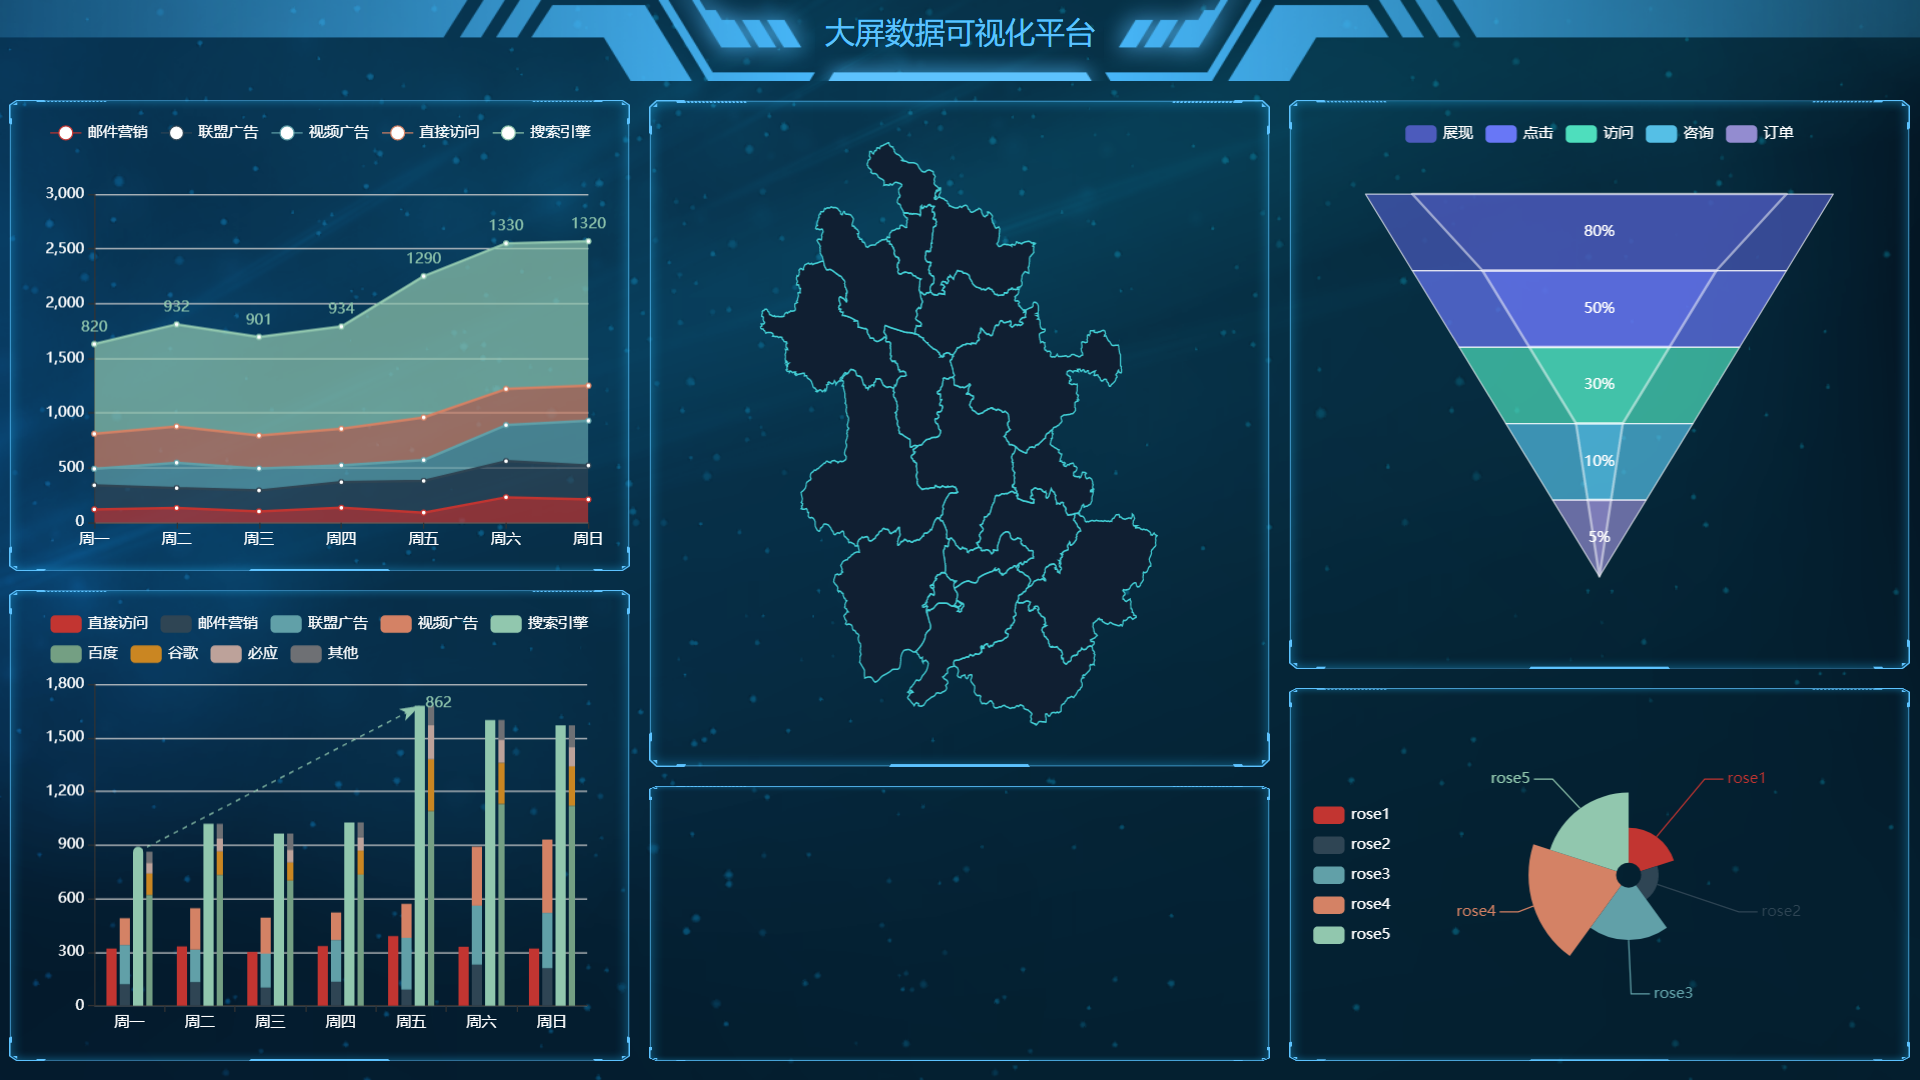 大屏数据可视化平台
邮件营销 联盟广告 视频广告 直接访问 搜索引擎
3,000
2,500
2,000
1,500
1,000
500
0
820 932 901 934 1290 1330 1320
周一 周二 周三 周四 周五 周六 周日
直接访问 邮件营销 联盟广告 视频广告 搜索引擎
百度 谷歌 必应 其他
1,800
1,500
1,200
900
600
300
0
862
周一 周二 周三 周四 周五 周六 周日
展现 点击 访问 咨询 订单
80%
50%
30%
10%
5%
rose1
rose2
rose3
rose4
rose5
rose5 rose1
rose4 rose2
rose3